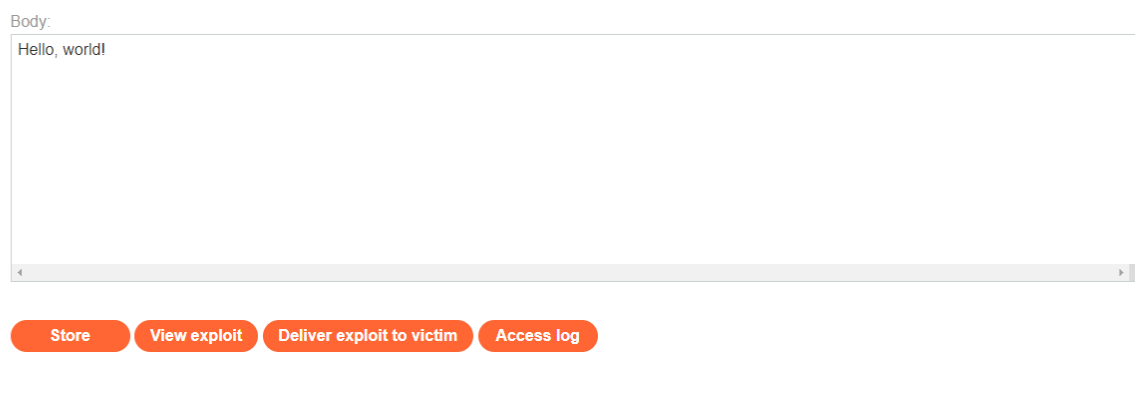 Body:
Hello, world!
Store View exploit Deliver exploit to victim Access log